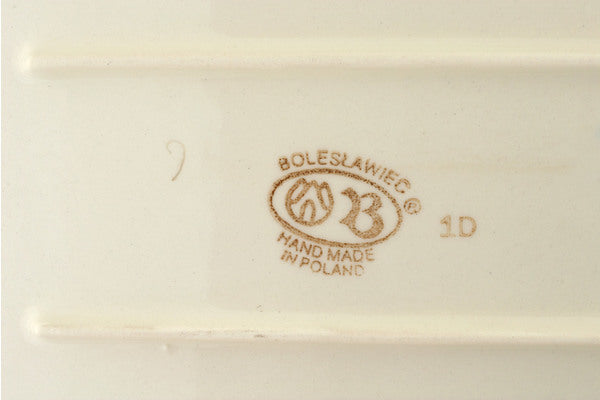 BOLESŁAWIEC ®
B
HAND MADE
IN POLAND
1D